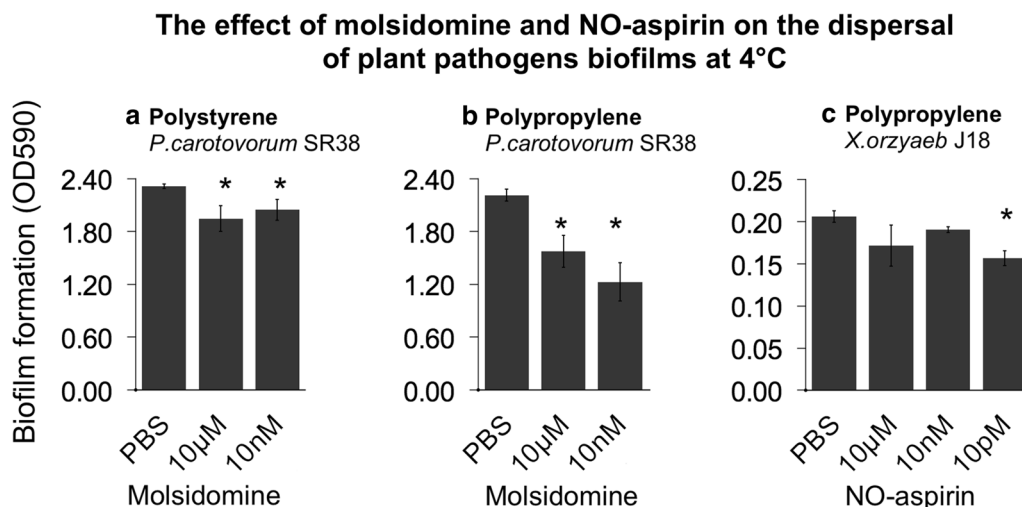 The effect of molsidomine and NO-aspirin on the dispersal
of plant pathogens biofilms at 4°C
Biofilm formation (OD590)
a Polystyrene
P.carotovorum SR38
2.40
1.80
1.20
0.60
0.00
* *
PBS
10µM
10nM
Molsidomine
b Polypropylene
P.carotovorum SR38
2.40
1.80
1.20
0.60
0.00
* *
PBS
10µM
10nM
Molsidomine
c Polypropylene
X.orzyaeb J18
0.25
0.20
0.15
0.10
0.05
0.00
*
PBS
10µM
10nM
10pM
NO-aspirin